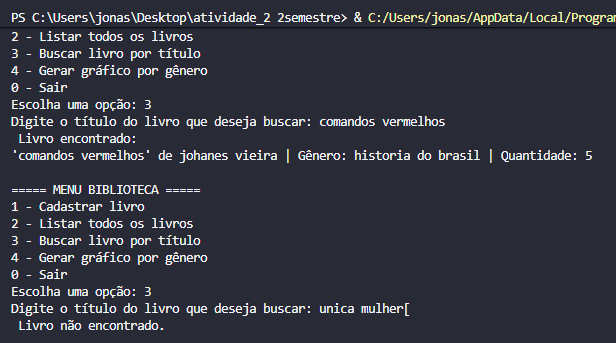 PS C:\Users\jonas\Desktop\atividade_2 2semestre> & C:/Users/jonas/AppData/Local/Program
2 - Listar todos os livros
3 - Buscar livro por título
4 - Gerar gráfico por gênero
0 - Sair
Escolha uma opção: 3
Digite o título do livro que deseja buscar: comandos vermelhos
Livro encontrado:
'comandos vermelhos' de johanes vieira | Gênero: historia do brasil | Quantidade: 5
===== MENU BIBLIOTECA =====
1 - Cadastrar livro
2 - Listar todos os livros
3 - Buscar livro por título
4 - Gerar gráfico por gênero
0 - Sair
Escolha uma opção: 3
Digite o título do livro que deseja buscar: unica mulher[
Livro não encontrado.